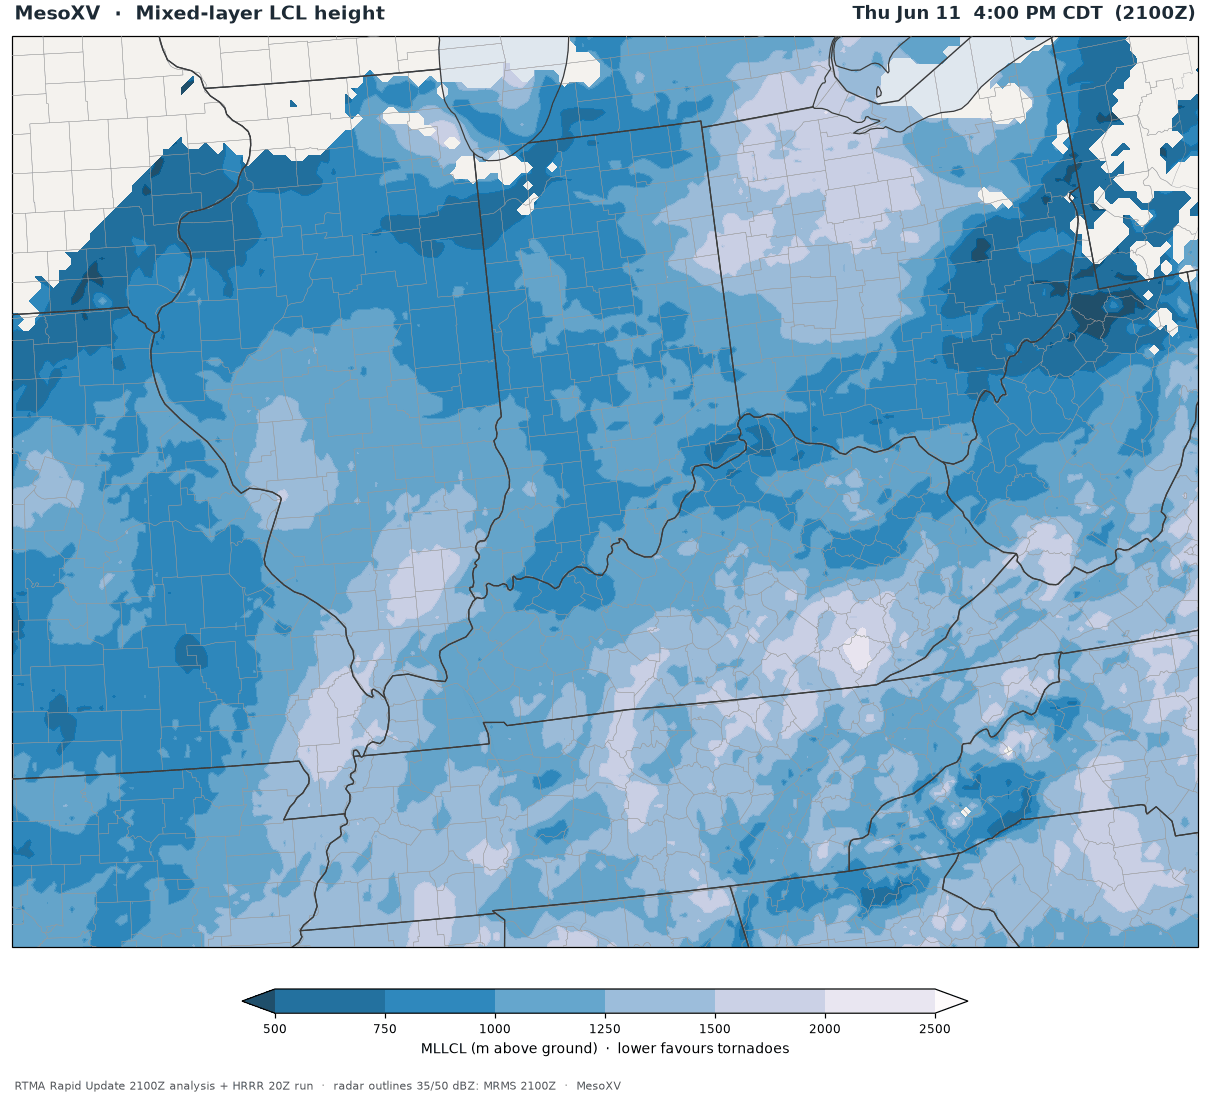 MesoXV · Mixed-layer LCL height
Thu Jun 11 4:00 PM CDT (2100Z)
500 750 1000 1250 1500 2000 2500
MLLCL (m above ground) · lower favours tornadoes
RTMA Rapid Update 2100Z analysis + HRRR 20Z run · radar outlines 35/50 dBZ: MRMS 2100Z · MesoXV